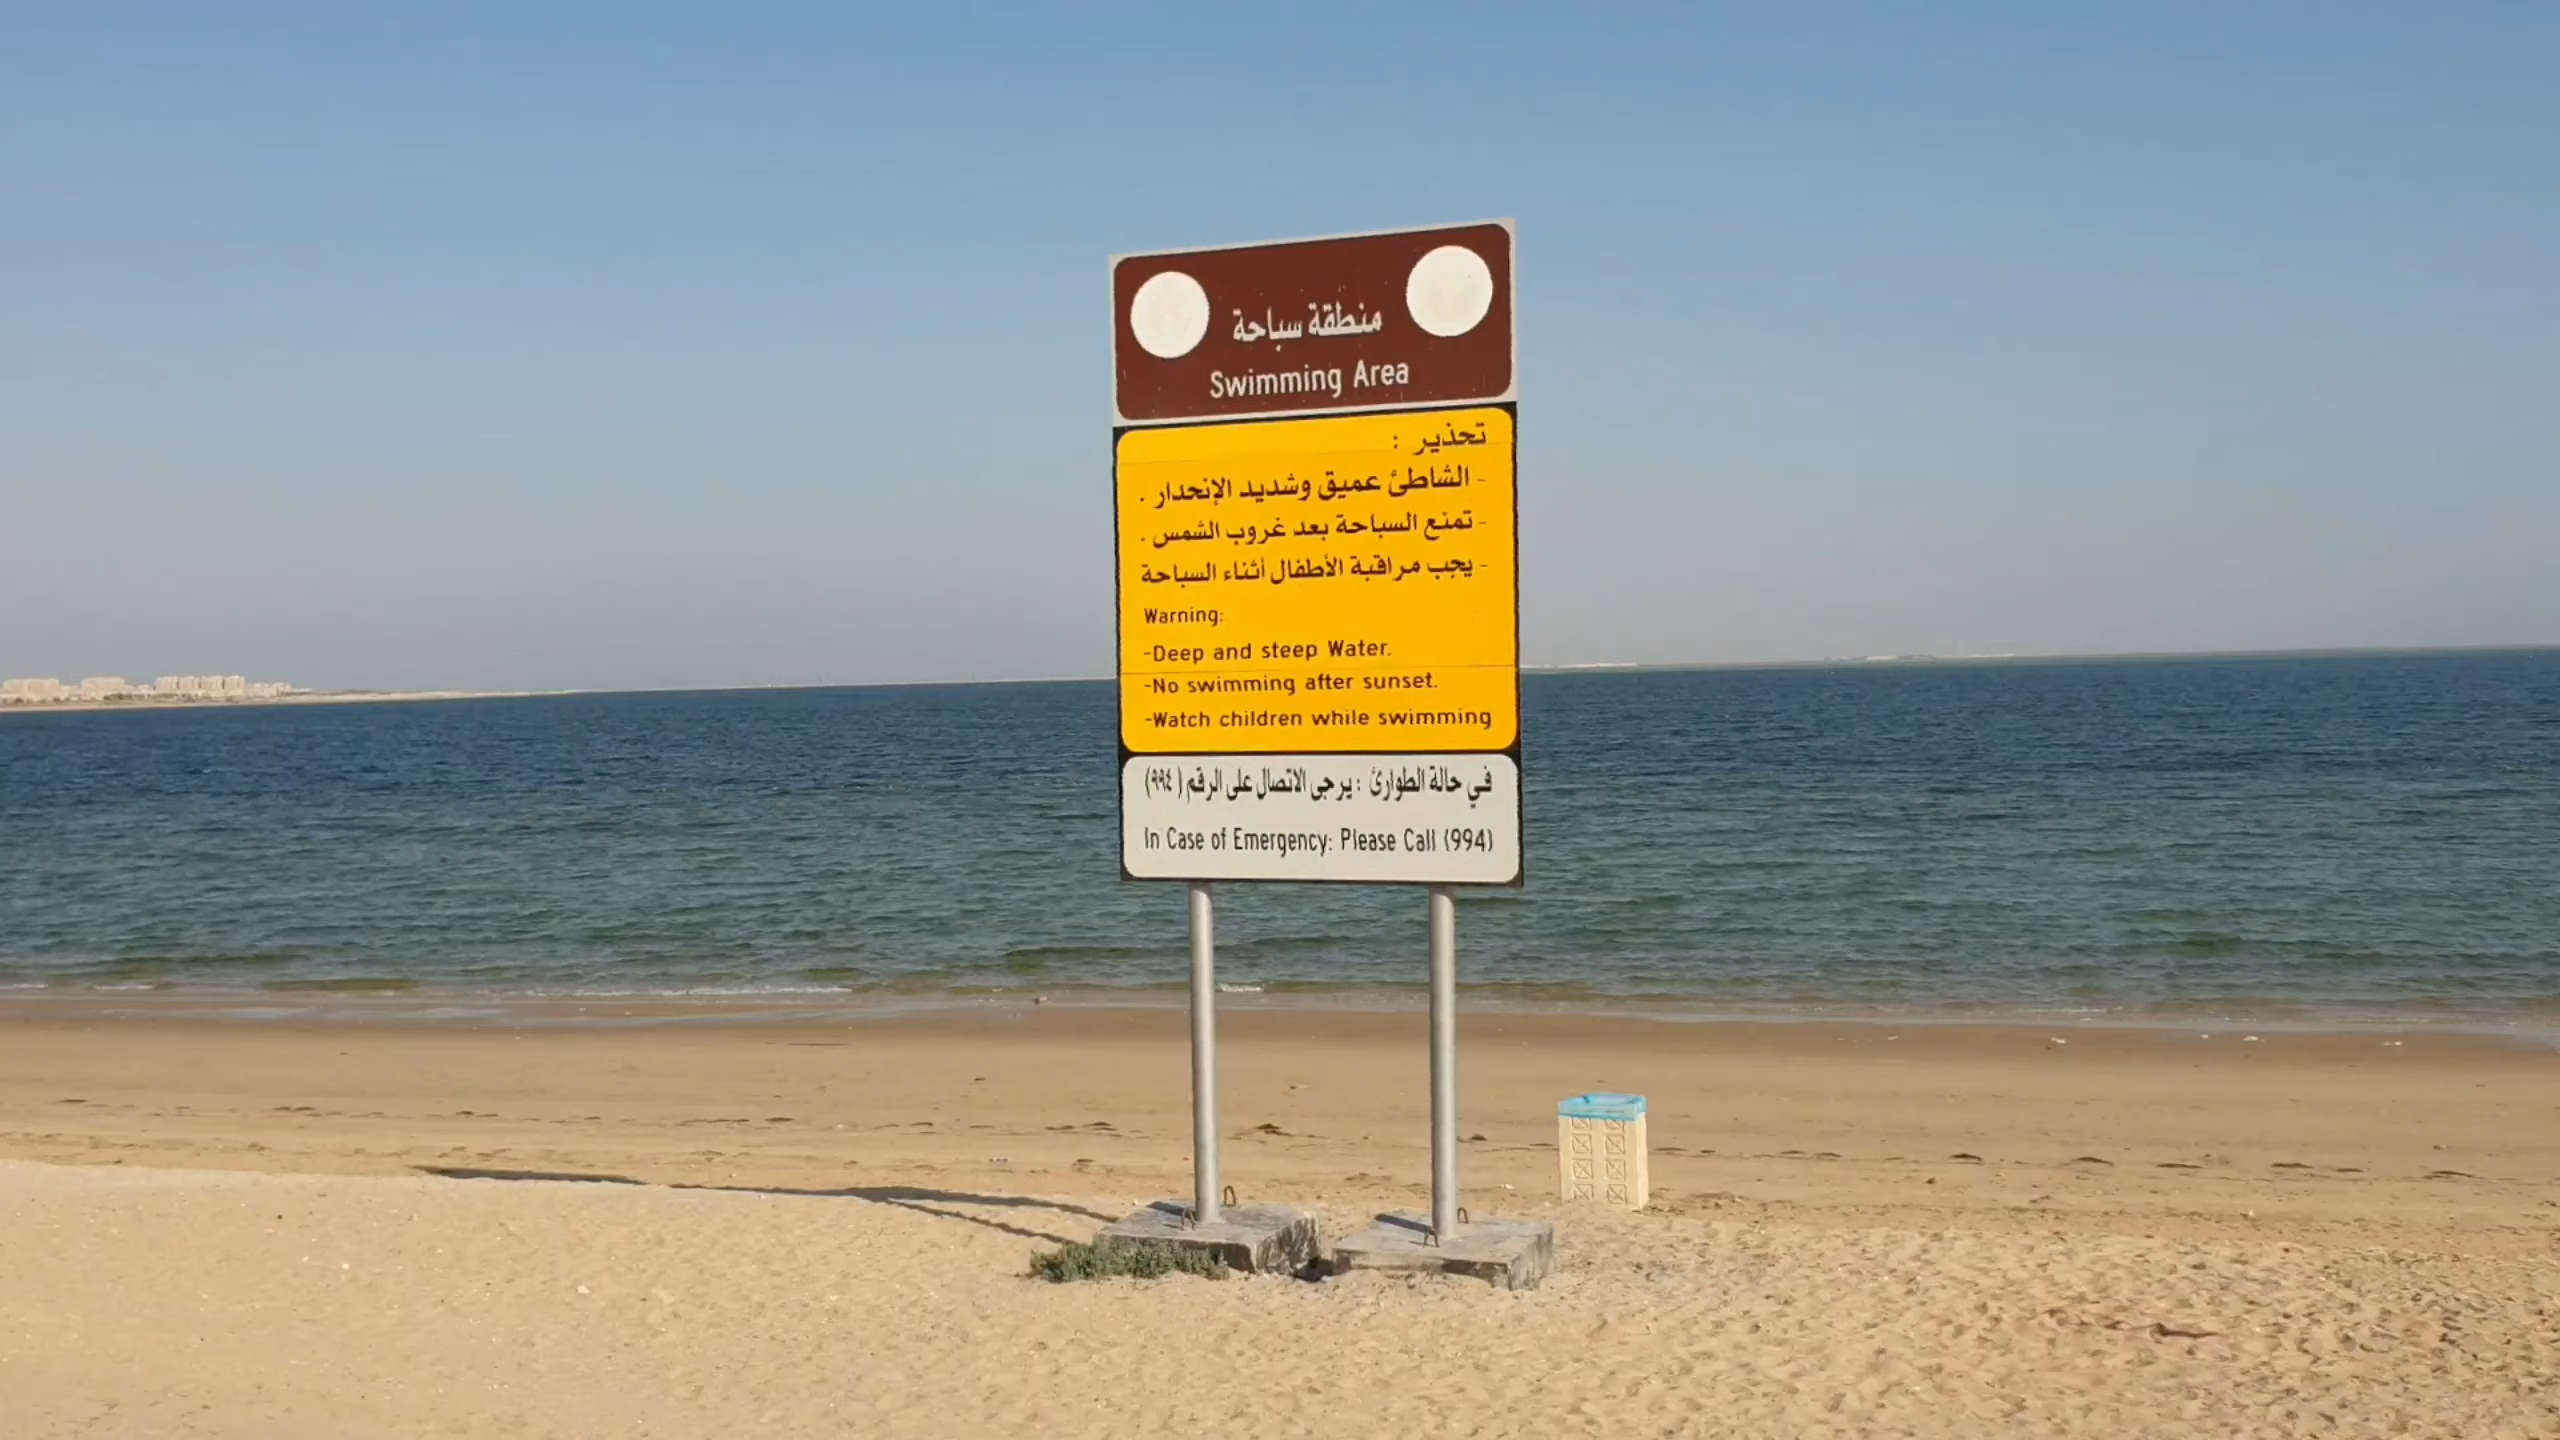 منطقة سباحة
Swimming Area
تحذير :
- الشاطئ عميق وشديد الإنحدار .
- تمنع السباحة بعد غروب الشمس .
- يجب مراقبة الأطفال أثناء السباحة
Warning:
-Deep and steep Water.
-No swimming after sunset.
-Watch children while swimming
في حالة الطوارئ : يرجى الاتصال على الرقم (٩٩٤)
In Case of Emergency: Please Call (994)